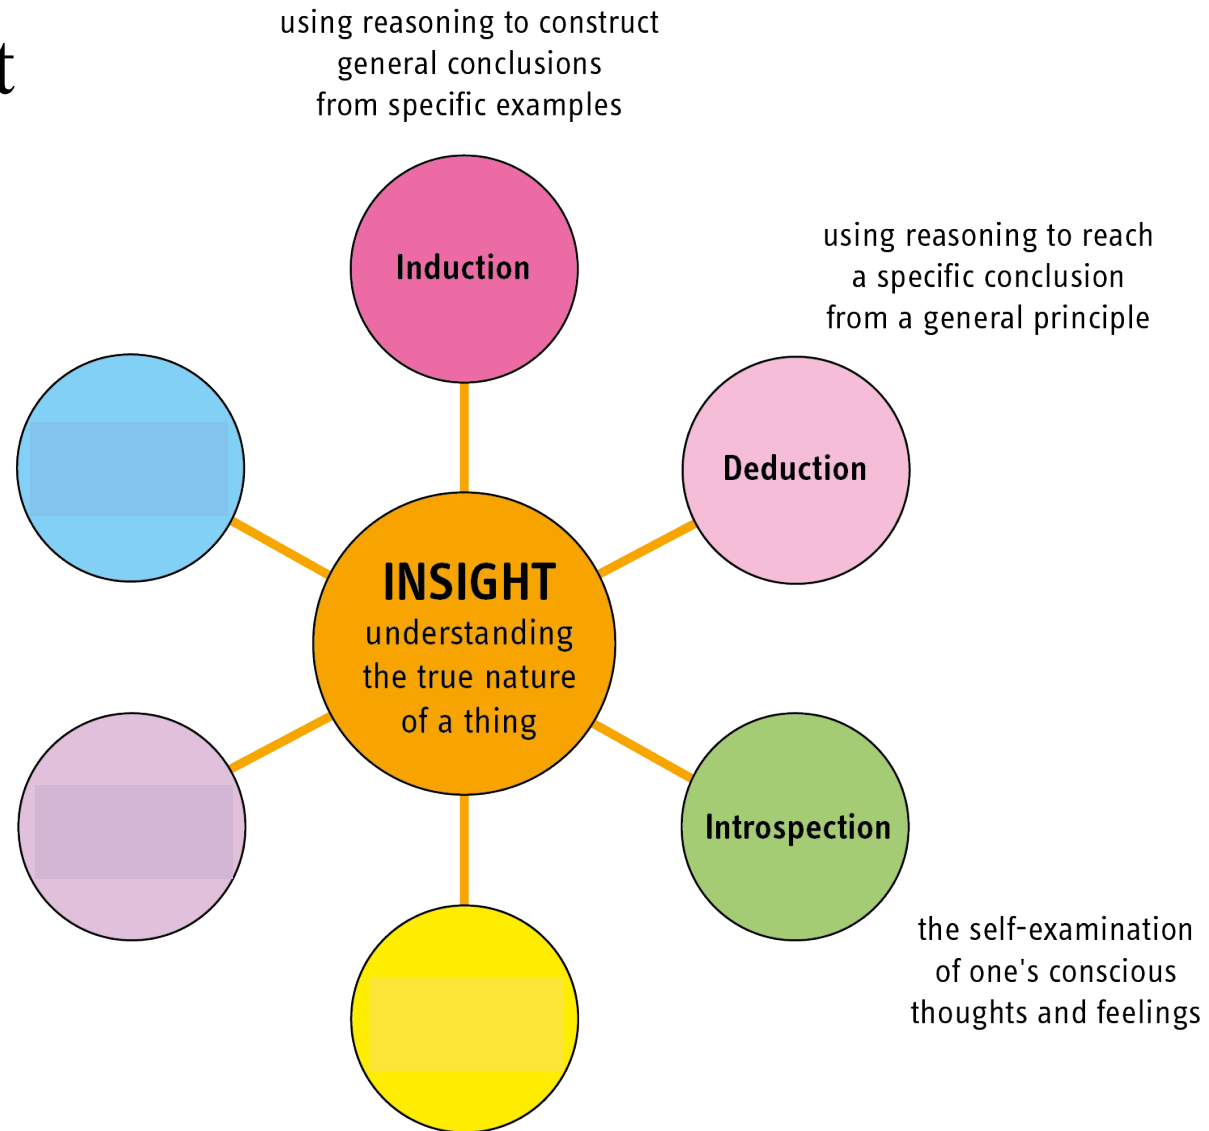 t
using reasoning to construct
general conclusions
from specific examples
Induction
using reasoning to reach
a specific conclusion
from a general principle
Deduction
INSIGHT
understanding
the true nature
of a thing
Introspection
the self-examination
of one's conscious
thoughts and feelings